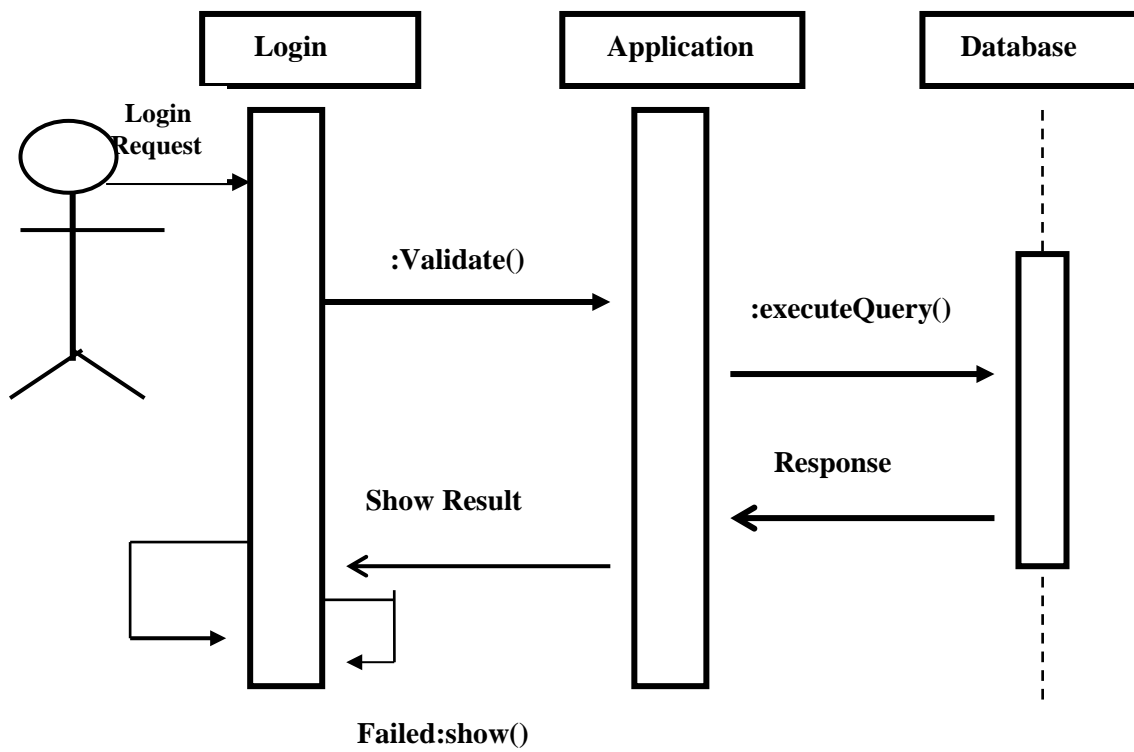 Login
Application
Database
Login
Request
:Validate()
:executeQuery()
Response
Show Result
Failed:show()